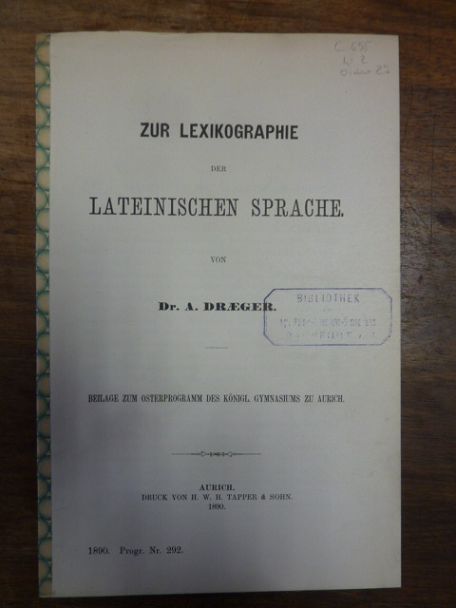 ZUR LEXIKOGRAPHIE
DER
LATEINISCHEN SPRACHE.
VON
Dr. A. DRÆGER.
BIBLIOTHEK
BEILAGE ZUM OSTERPROGRAMM DES KÖNIGL. GYMNASIUMS ZU AURICH.
AURICH.
DRUCK VON H. W. H. TAPPER & SOHN.
1890.
1890. Progr. Nr. 292.